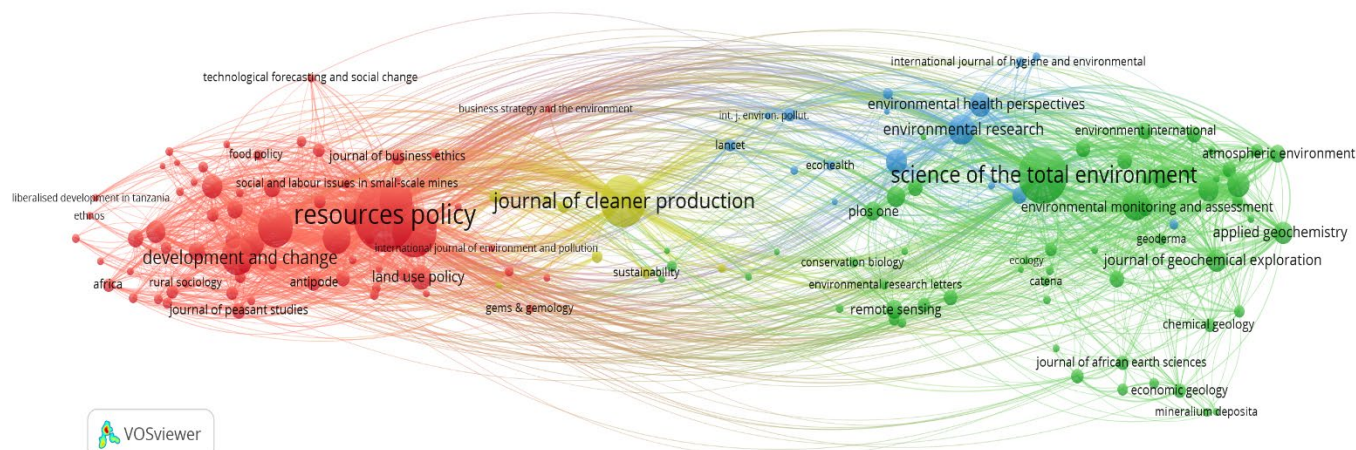 technological forecasting and social change
food policy
journal of business ethics
social and labour issues in small-scale mines
liberalised development in tanzania
ethnos
resources policy
development and change
international journal of environment and pollution
africa
rural sociology
antipode
land use policy
journal of peasant studies
gems & gemology
business strategy and the environment
journal of cleaner production
sustainability
int. j. environ. pollut.
lancet
ecohealth
international journal of hygiene and environmental
environmental health perspectives
environmental research
environment international
atmospheric environment
science of the total environment
plos one
environmental monitoring and assessment
geoderma
applied geochemistry
conservation biology
ecology
journal of geochemical exploration
environmental research letters
catena
remote sensing
chemical geology
journal of african earth sciences
economic geology
mineralium deposita
VOSviewer